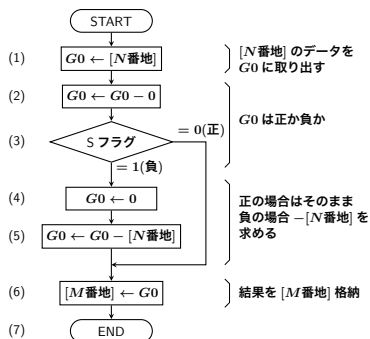 START
(1) G0 ← [N番地]
[N番地] のデータを
G0 に取り出す
(2) G0 ← G0 − 0
G0 は正か負か
(3) S フラグ
= 0(正)
= 1(負)
(4) G0 ← 0
正の場合はそのまま
負の場合 −[N番地] を
求める
(5) G0 ← G0 − [N番地]
(6) [M番地] ← G0
結果を [M番地] 格納
(7) END